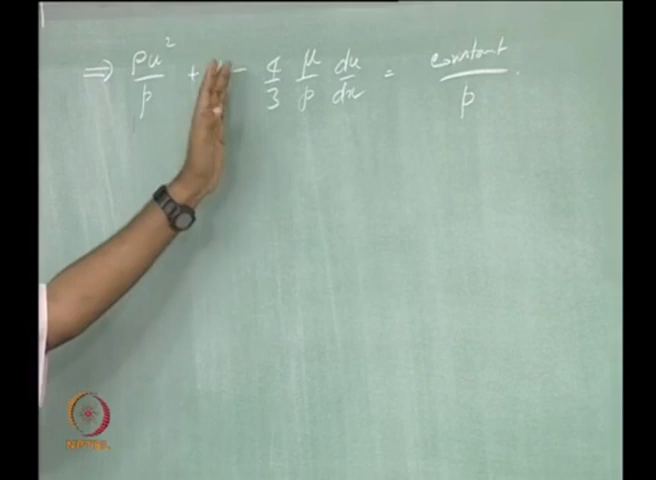 ⇒ ρu²/p + - 4/3 μ/p du/dx = constant/p .
NPTEL